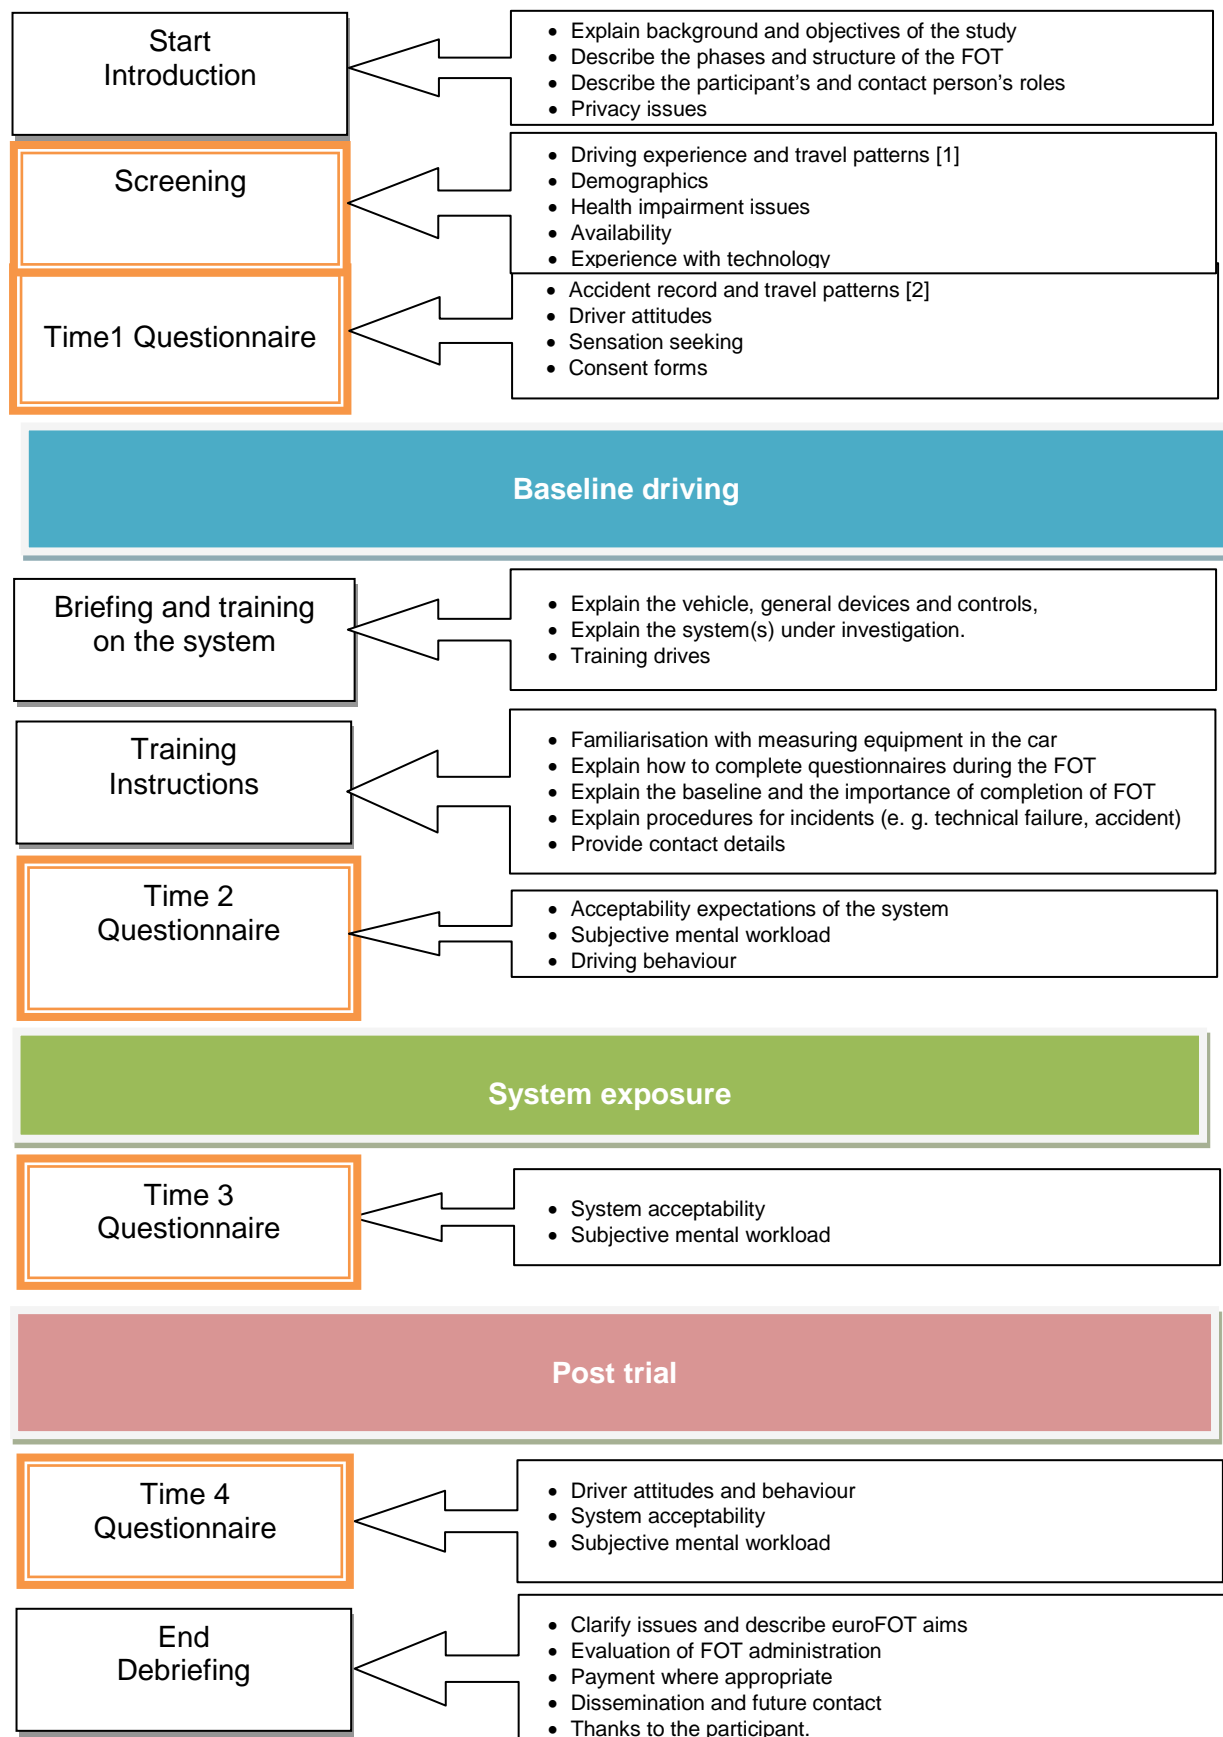 Start
Introduction
• Explain background and objectives of the study
• Describe the phases and structure of the FOT
• Describe the participant's and contact person's roles
• Privacy issues
Screening
• Driving experience and travel patterns [1]
• Demographics
• Health impairment issues
• Availability
• Experience with technology
Time1 Questionnaire
• Accident record and travel patterns [2]
• Driver attitudes
• Sensation seeking
• Consent forms
Baseline driving
Briefing and training
on the system
• Explain the vehicle, general devices and controls,
• Explain the system(s) under investigation.
• Training drives
Training
Instructions
• Familiarisation with measuring equipment in the car
• Explain how to complete questionnaires during the FOT
• Explain the baseline and the importance of completion of FOT
• Explain procedures for incidents (e. g. technical failure, accident)
• Provide contact details
Time 2
Questionnaire
• Acceptability expectations of the system
• Subjective mental workload
• Driving behaviour
System exposure
Time 3
Questionnaire
• System acceptability
• Subjective mental workload
Post trial
Time 4
Questionnaire
• Driver attitudes and behaviour
• System acceptability
• Subjective mental workload
End
Debriefing
• Clarify issues and describe euroFOT aims
• Evaluation of FOT administration
• Payment where appropriate
• Dissemination and future contact
• Thanks to the participant.